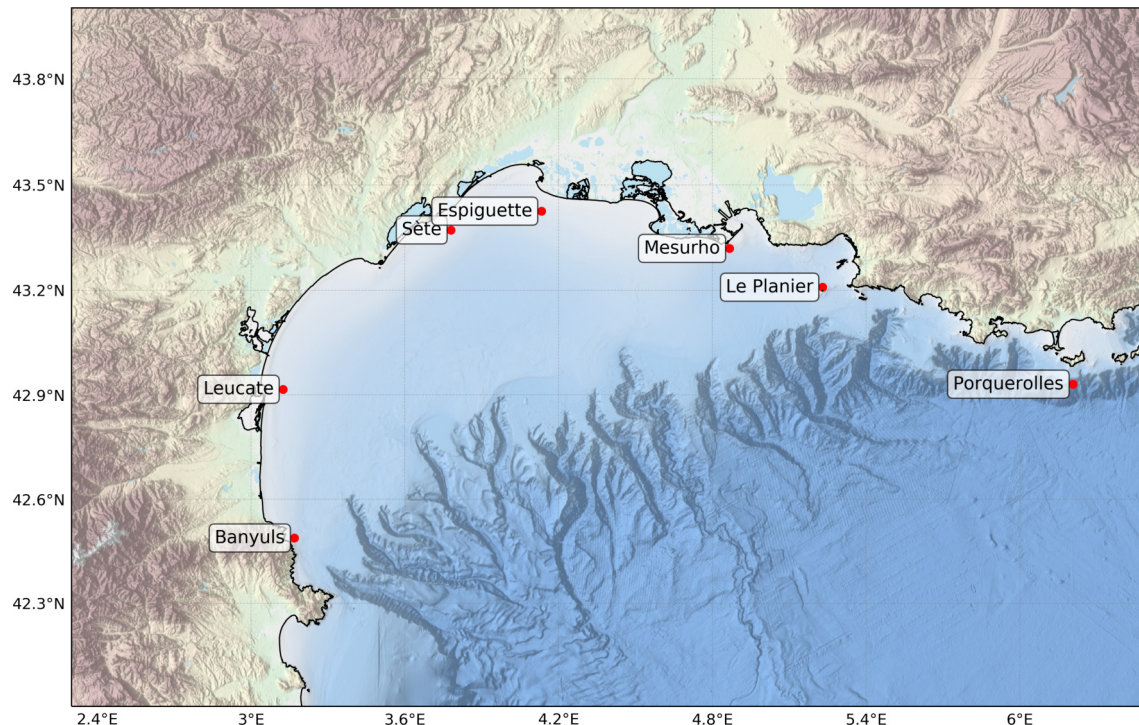 43.8°N
43.5°N
Espiguette
Sète
Mesurho
43.2°N
Le Planier
42.9°N
Leucate
Porquerolles
42.6°N
Banyuls
42.3°N
2.4°E
3°E
3.6°E
4.2°E
4.8°E
5.4°E
6°E